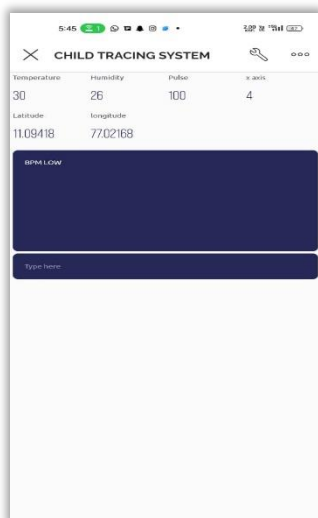 5:45
CHILD TRACING SYSTEM
Temperature Humidity Pulse x axis
30 26 100 4
Latitude longitude
11.09418 77.02168
BPM LOW
Type here